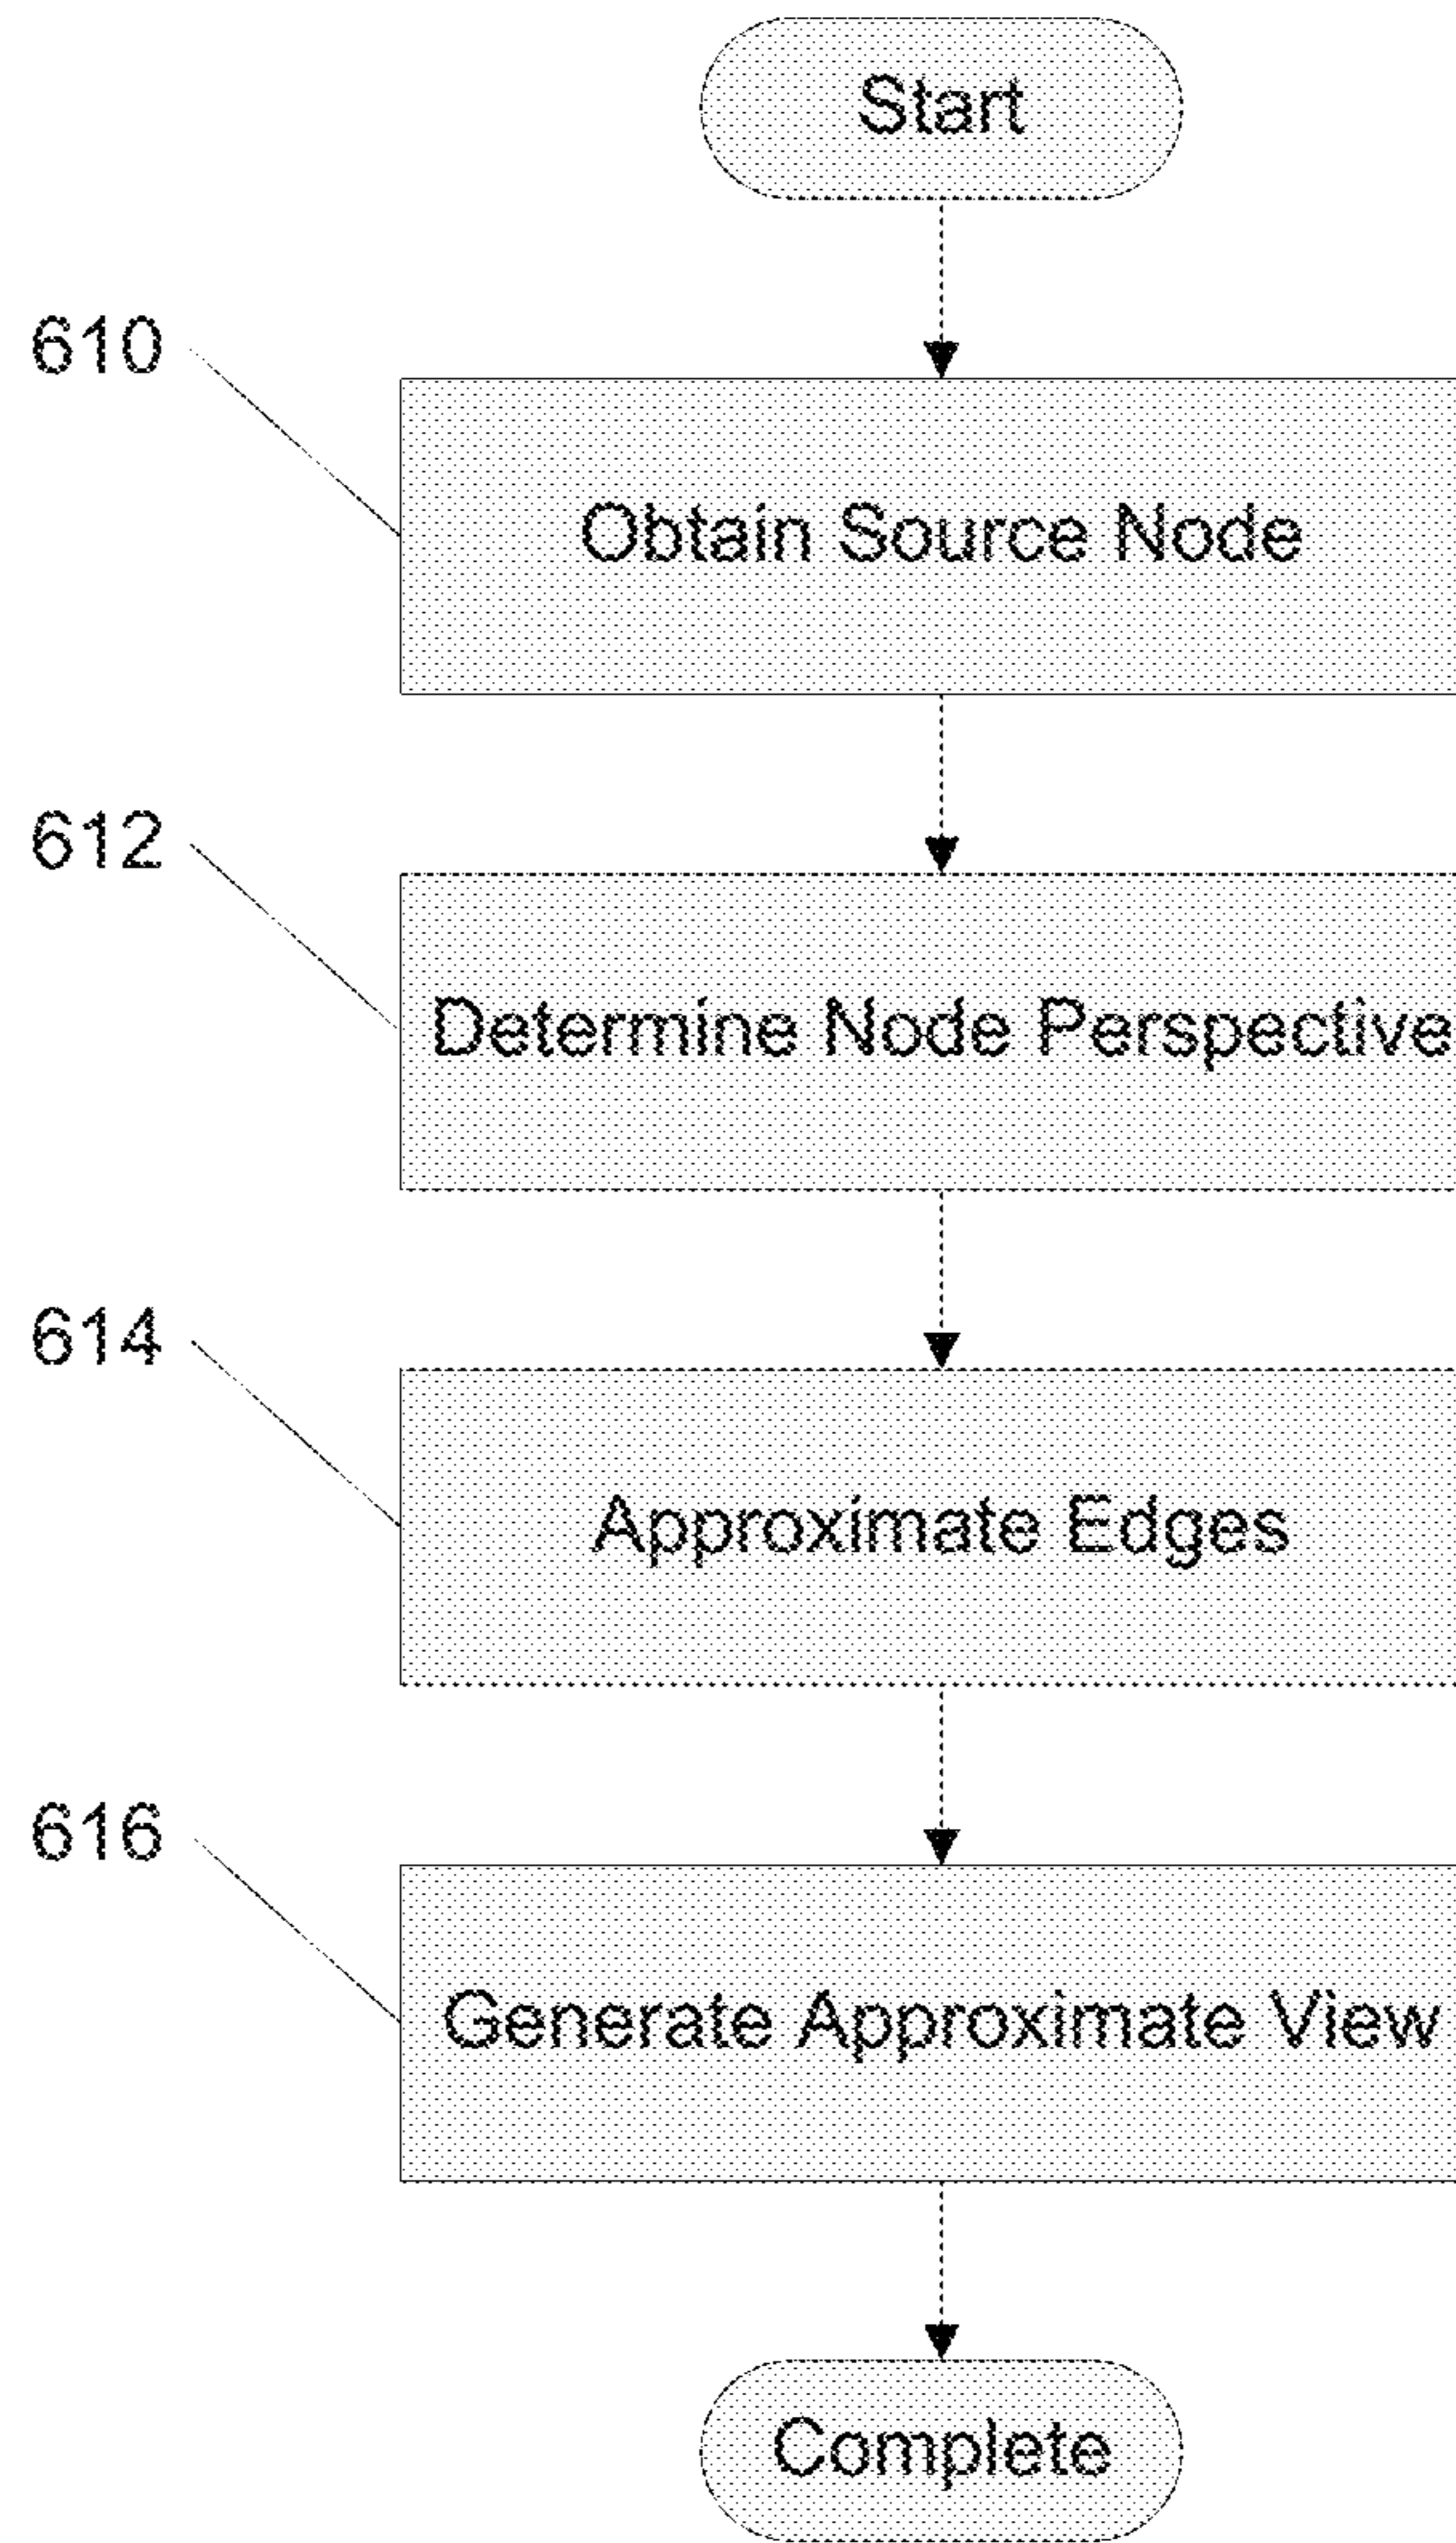 Start
610
Obtain Source Node
612
Determine Node Perspective
614
Approximate Edges
616
Generate Approximate View
Complete